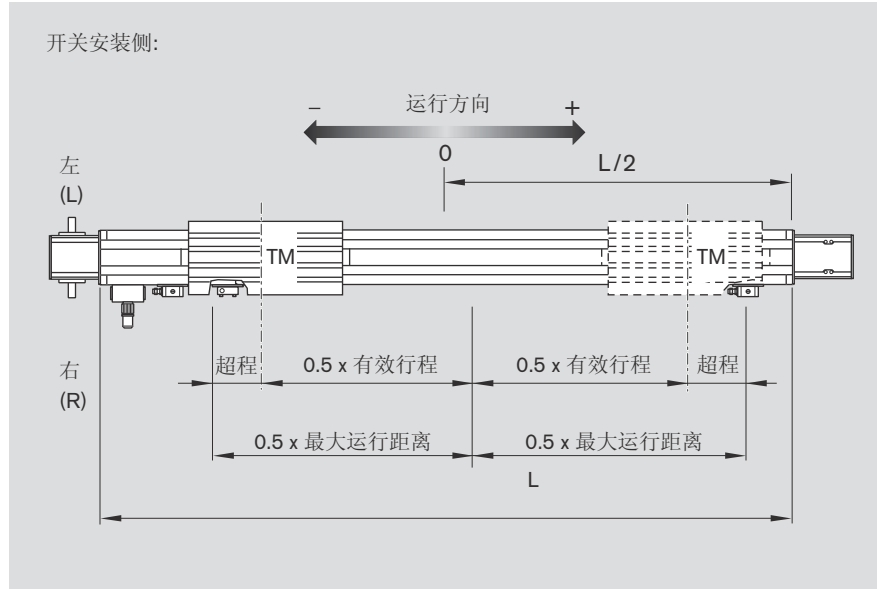 开关安装侧:
− 运行方向 +
0
L/2
左
(L)
TM
TM
右
(R)
超程
0.5 x 有效行程
0.5 x 有效行程
超程
0.5 x 最大运行距离
0.5 x 最大运行距离
L